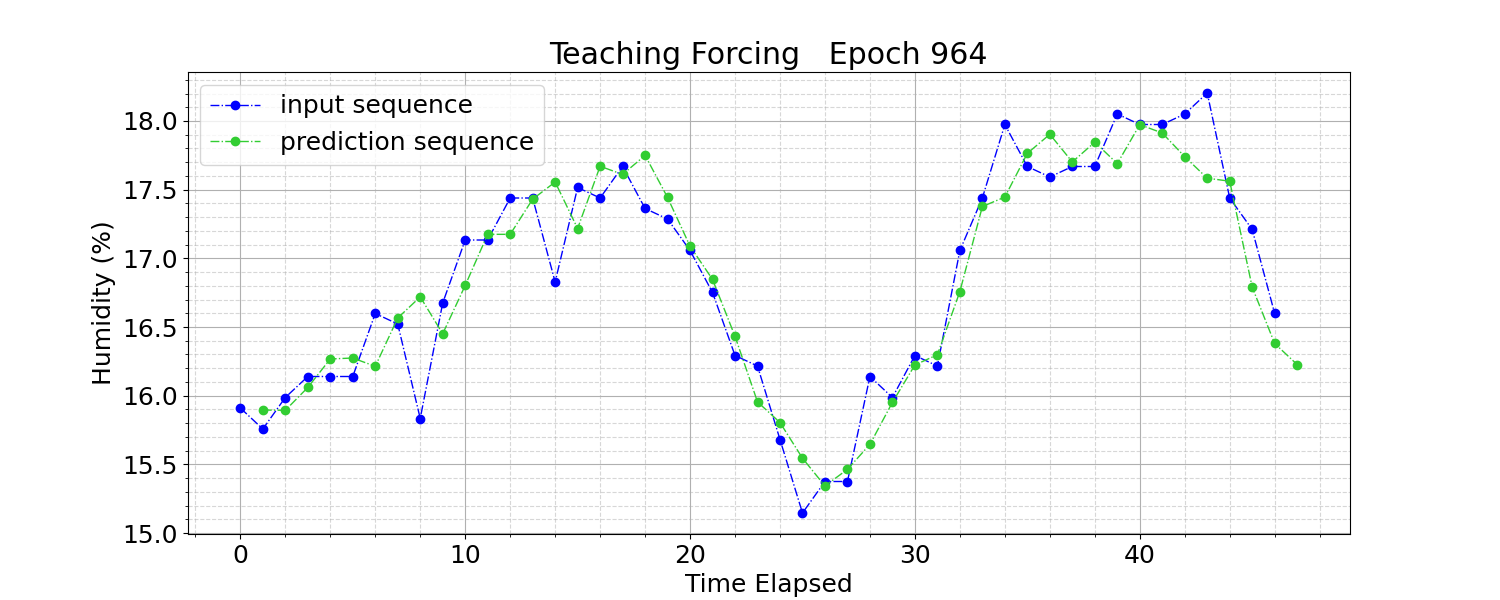 Teaching Forcing   Epoch 964
input sequence
prediction sequence
18.0
17.5
17.0
16.5
16.0
15.5
15.0
Humidity (%)
0 10 20 30 40
Time Elapsed